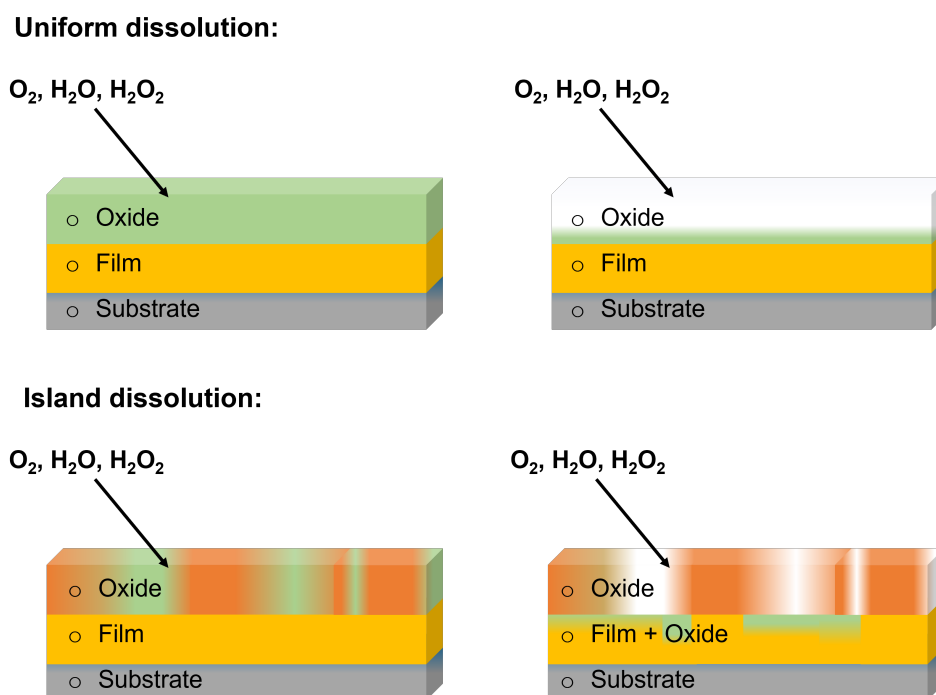 Uniform dissolution:
O₂, H₂O, H₂O₂
O₂, H₂O, H₂O₂
○ Oxide
○ Film
○ Substrate
○ Oxide
○ Film
○ Substrate
Island dissolution:
O₂, H₂O, H₂O₂
O₂, H₂O, H₂O₂
○ Oxide
○ Film
○ Substrate
○ Oxide
○ Film + Oxide
○ Substrate